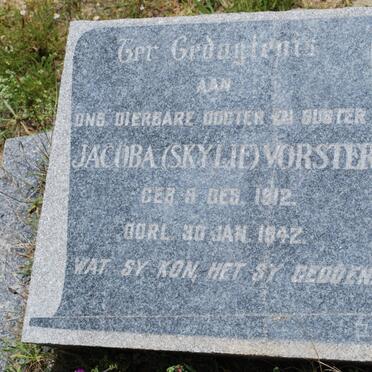 Ter Gedagtenis
AAN
ONS DIERBARE DOGTER EN SUSTER
JACOBA (SKYLIE) VORSTER
GEB 8 DES. 1912.
OORL. 30 JAN. 1942.
WAT SY KON, HET SY GEDOEN